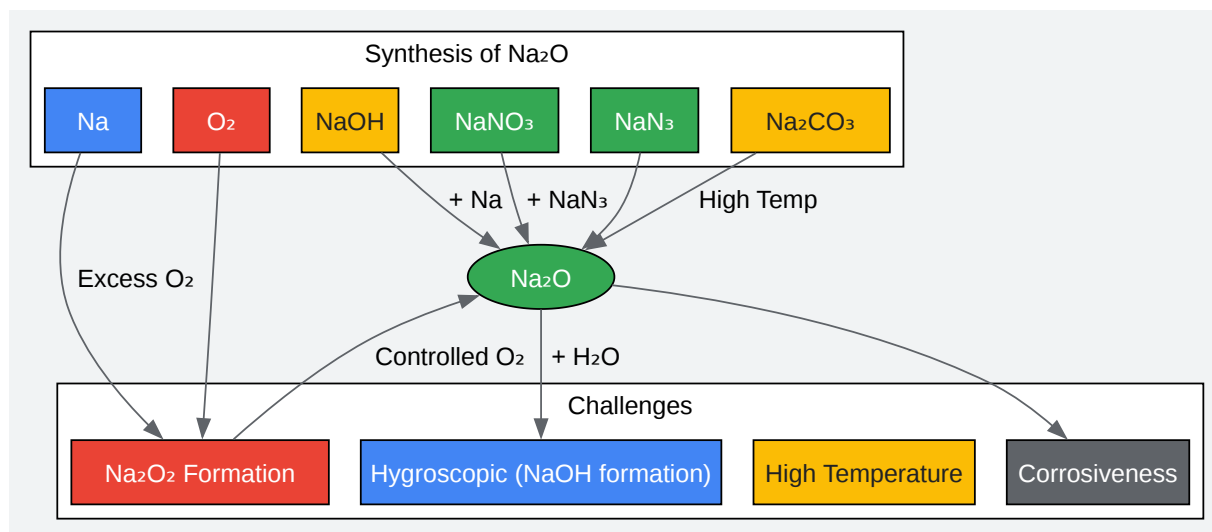 Synthesis of Na₂O
Na
O₂
NaOH
NaNO₃
NaN₃
Na₂CO₃
+ Na
+ NaN₃
High Temp
Excess O₂
Na₂O
Controlled O₂
+ H₂O
Challenges
Na₂O₂ Formation
Hygroscopic (NaOH formation)
High Temperature
Corrosiveness